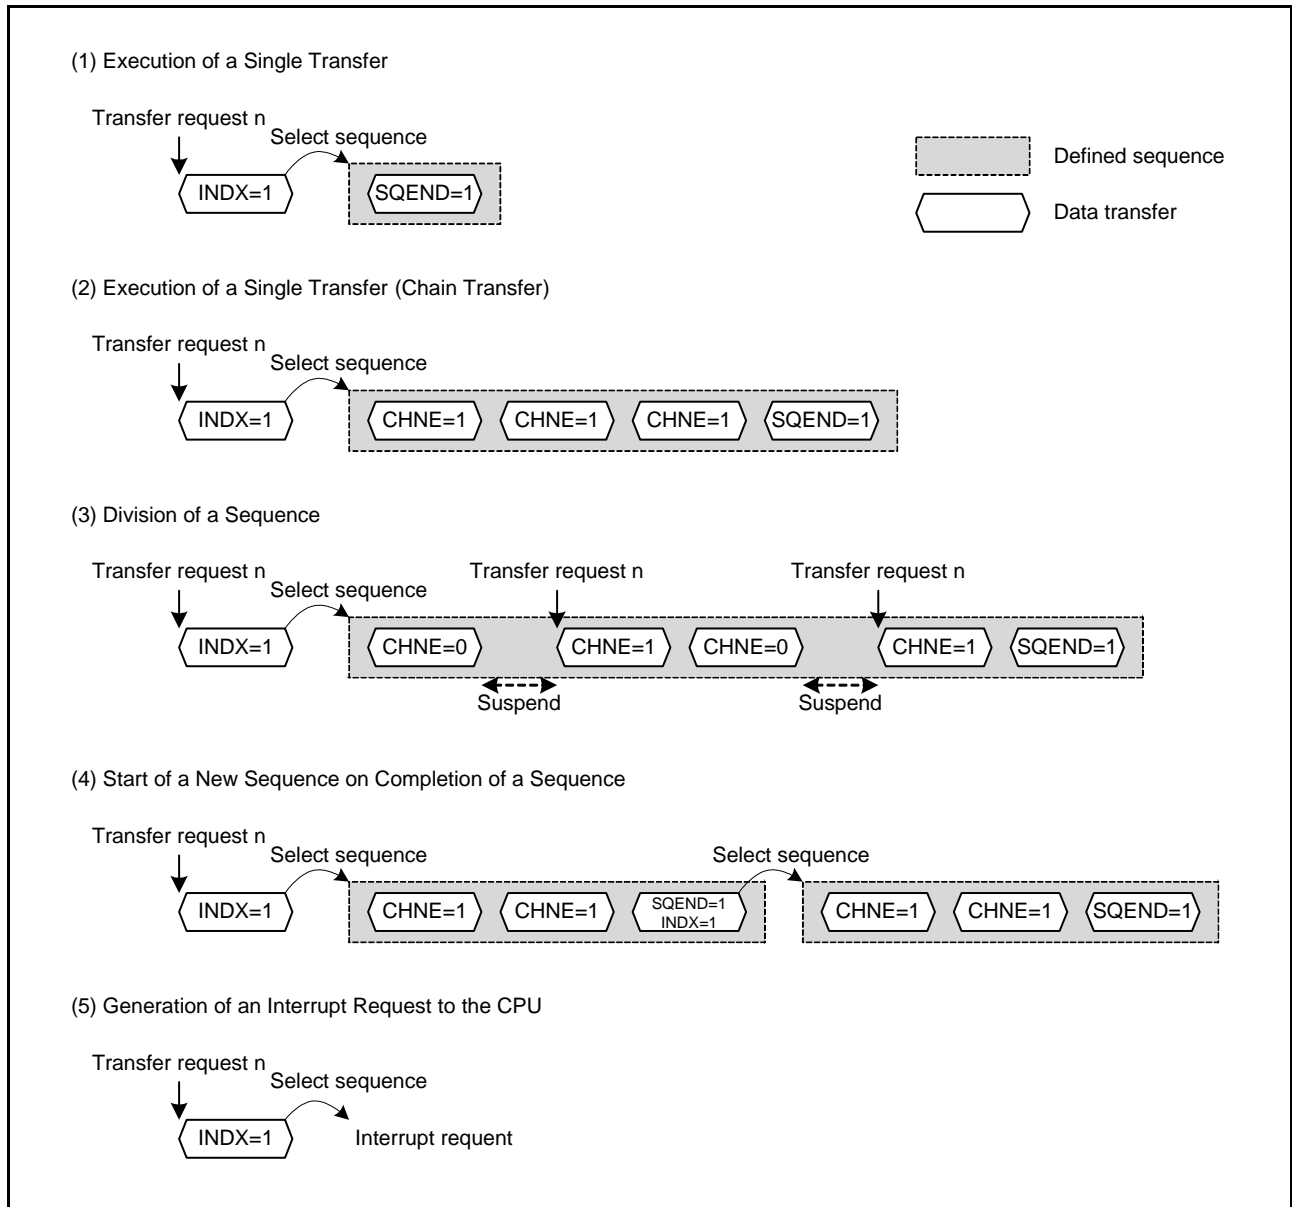 (1) Execution of a Single Transfer
Transfer request n
Select sequence
INDX=1
SQEND=1
Defined sequence
Data transfer
(2) Execution of a Single Transfer (Chain Transfer)
Transfer request n
Select sequence
INDX=1
CHNE=1
CHNE=1
CHNE=1
SQEND=1
(3) Division of a Sequence
Transfer request n
Select sequence
Transfer request n
Transfer request n
INDX=1
CHNE=0
CHNE=1
CHNE=0
CHNE=1
SQEND=1
Suspend
Suspend
(4) Start of a New Sequence on Completion of a Sequence
Transfer request n
Select sequence
Select sequence
INDX=1
CHNE=1
CHNE=1
SQEND=1
INDX=1
CHNE=1
CHNE=1
SQEND=1
(5) Generation of an Interrupt Request to the CPU
Transfer request n
Select sequence
INDX=1
Interrupt requent